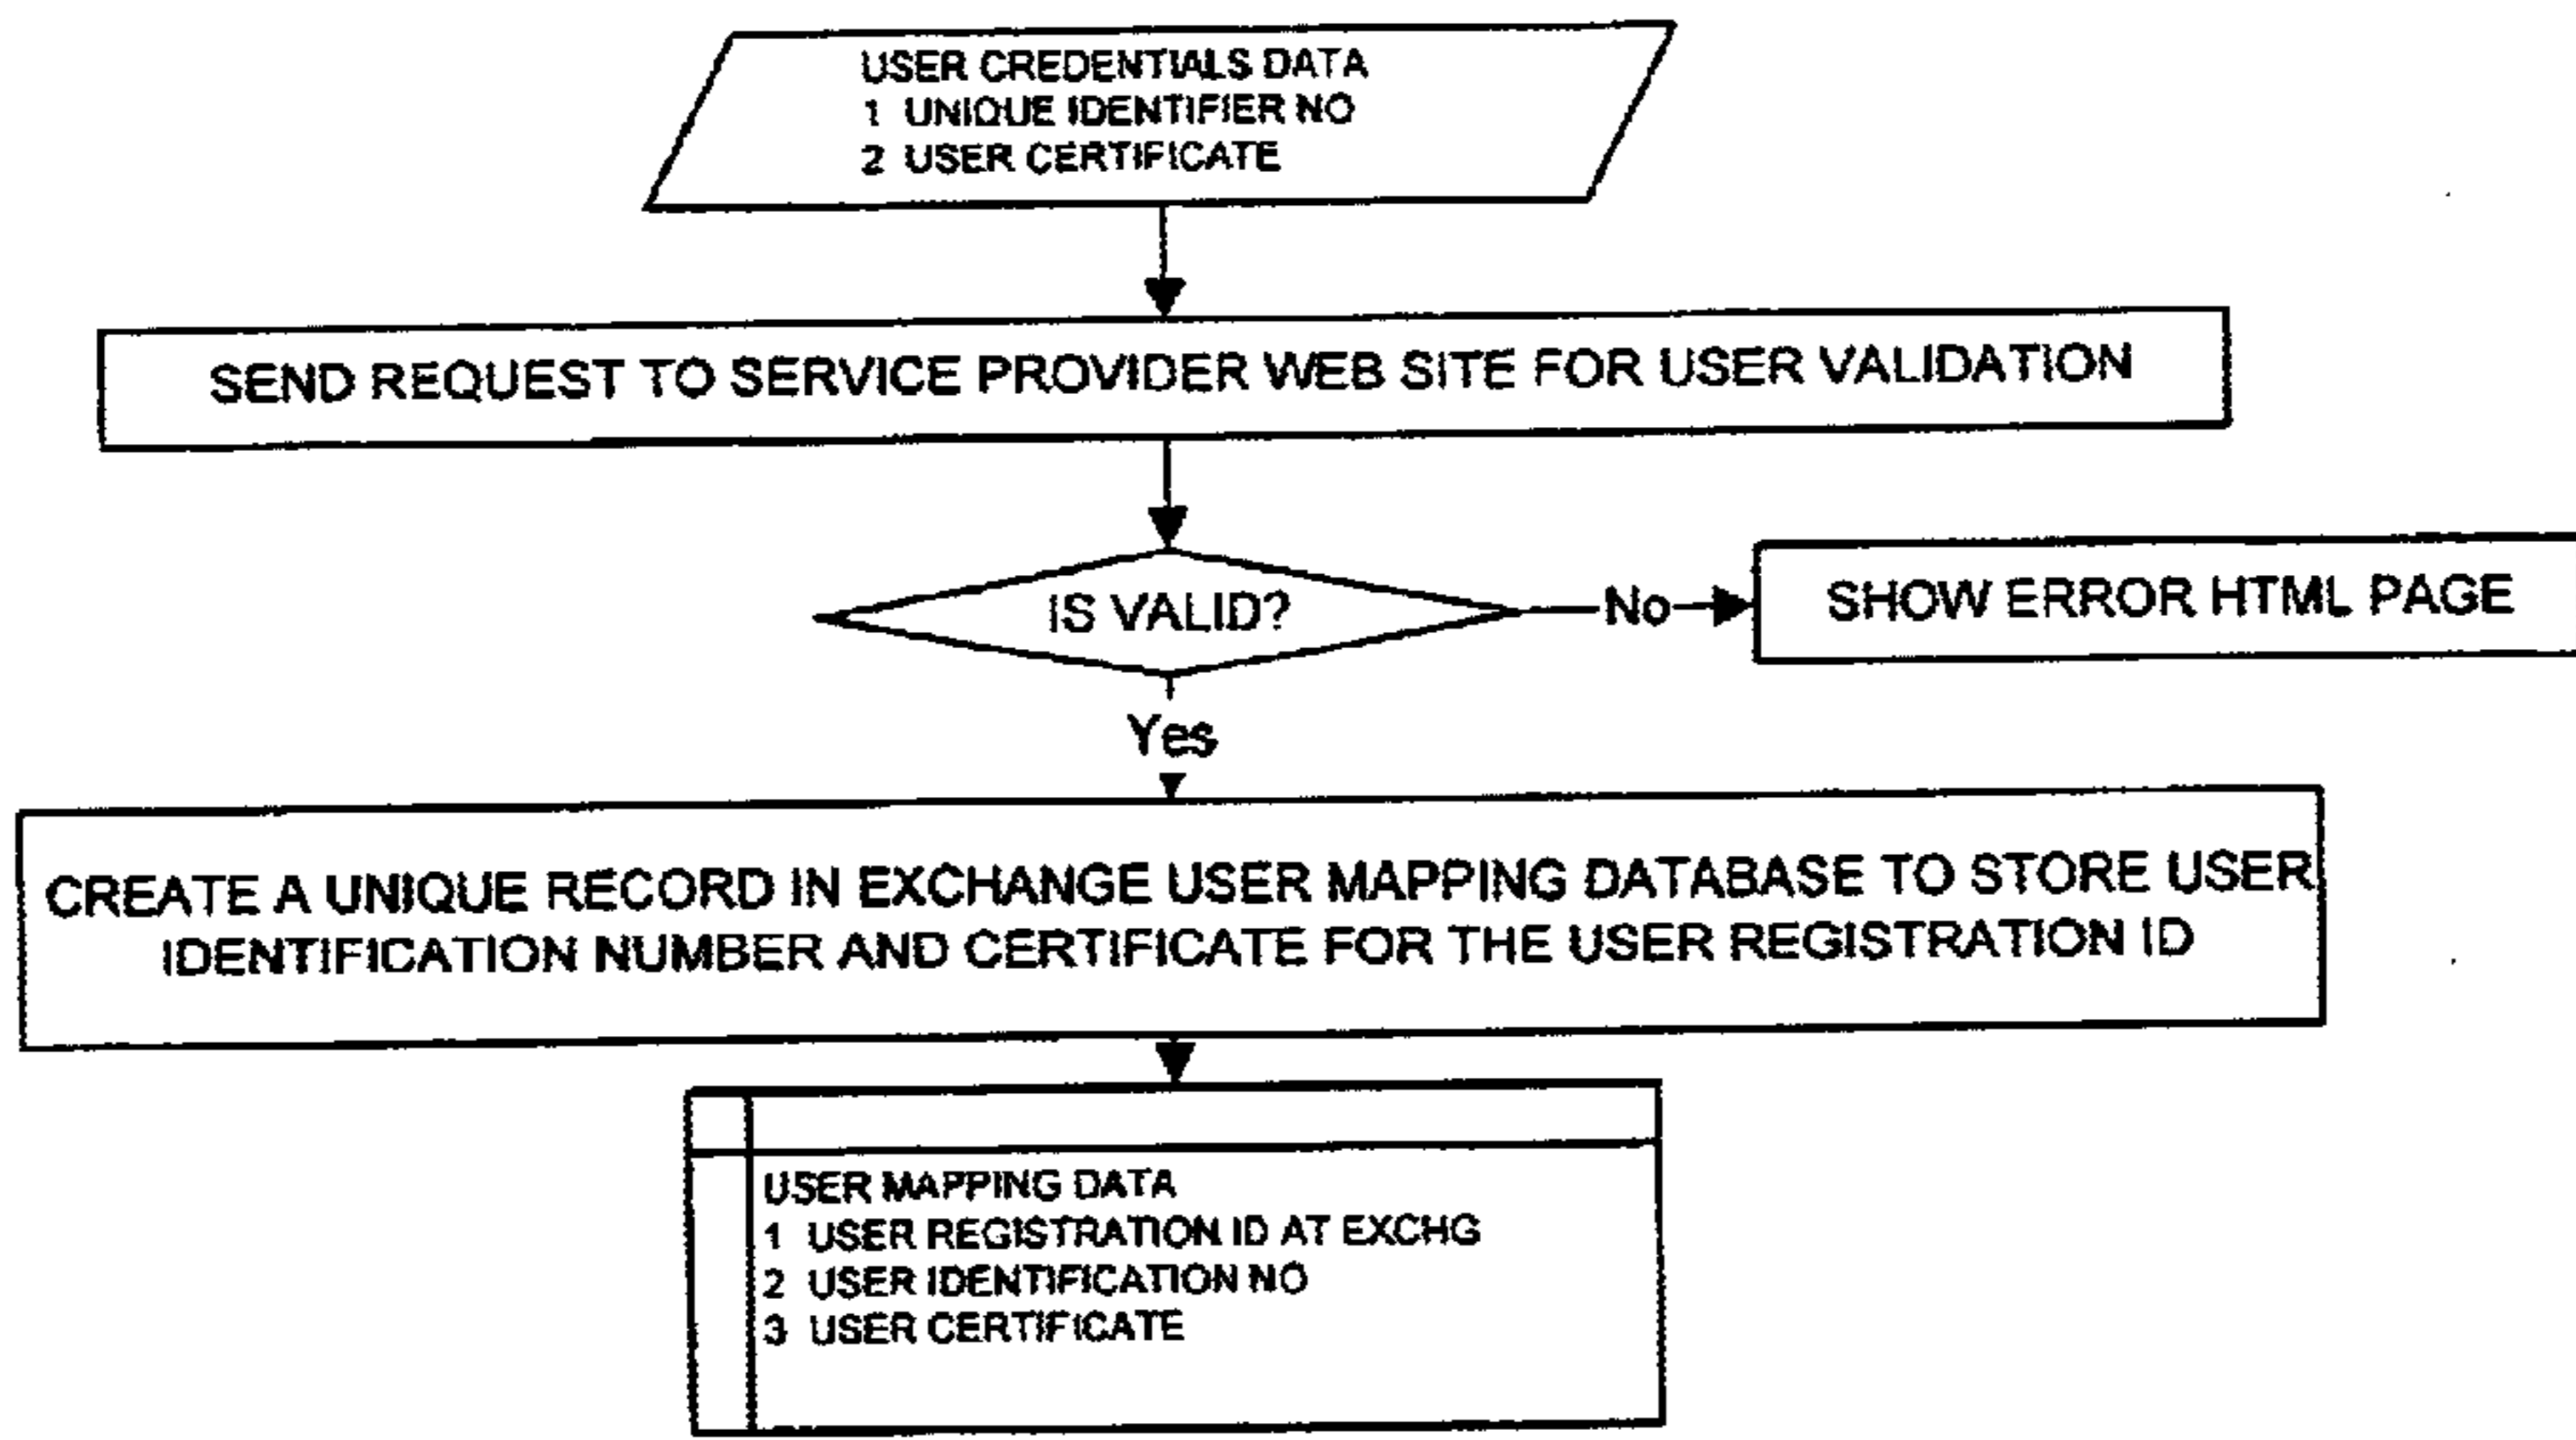 USER CREDENTIALS DATA
1 UNIQUE IDENTIFIER NO
2 USER CERTIFICATE
SEND REQUEST TO SERVICE PROVIDER WEB SITE FOR USER VALIDATION
IS VALID?
No
SHOW ERROR HTML PAGE
Yes
CREATE A UNIQUE RECORD IN EXCHANGE USER MAPPING DATABASE TO STORE USER
IDENTIFICATION NUMBER AND CERTIFICATE FOR THE USER REGISTRATION ID
USER MAPPING DATA
1 USER REGISTRATION ID AT EXCHG
2 USER IDENTIFICATION NO
3 USER CERTIFICATE